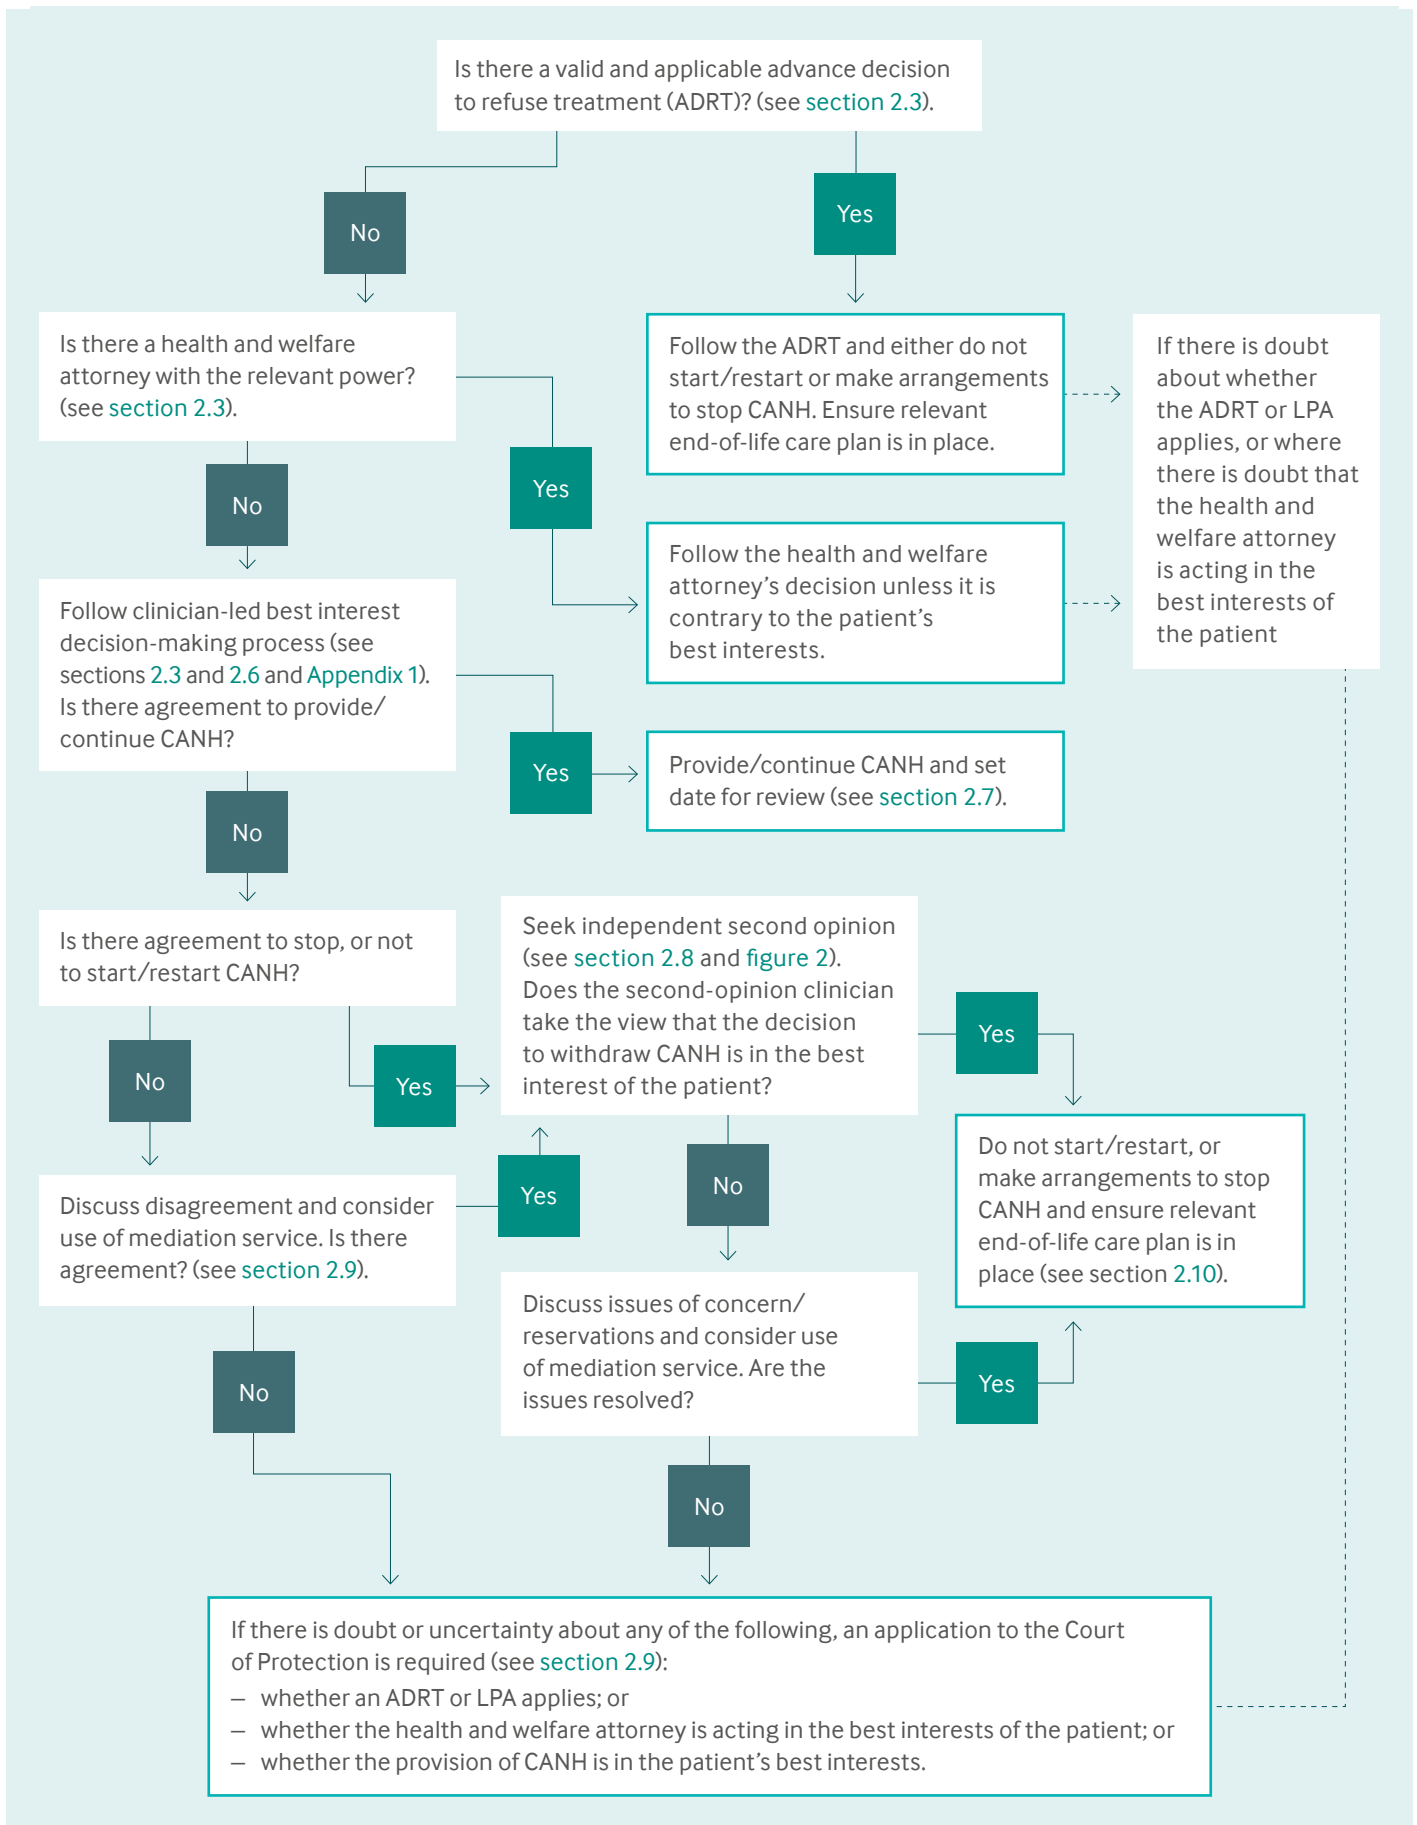 Is there a valid and applicable advance decision
to refuse treatment (ADRT)? (see section 2.3).
No
Yes
Is there a health and welfare
attorney with the relevant power?
(see section 2.3).
Follow the ADRT and either do not
start/restart or make arrangements
to stop CANH. Ensure relevant
end-of-life care plan is in place.
If there is doubt
about whether
the ADRT or LPA
applies, or where
there is doubt that
the health and
welfare attorney
is acting in the
best interests of
the patient
No
Yes
Follow the health and welfare
attorney's decision unless it is
contrary to the patient's
best interests.
Follow clinician-led best interest
decision-making process (see
sections 2.3 and 2.6 and Appendix 1).
Is there agreement to provide/
continue CANH?
Yes
Provide/continue CANH and set
date for review (see section 2.7).
No
Is there agreement to stop, or not
to start/restart CANH?
Seek independent second opinion
(see section 2.8 and figure 2).
Does the second-opinion clinician
take the view that the decision
to withdraw CANH is in the best
interest of the patient?
Yes
No
Yes
Do not start/restart, or
make arrangements to stop
CANH and ensure relevant
end-of-life care plan is in
place (see section 2.10).
Discuss disagreement and consider
use of mediation service. Is there
agreement? (see section 2.9).
Yes
No
Discuss issues of concern/
reservations and consider use
of mediation service. Are the
issues resolved?
Yes
No
No
If there is doubt or uncertainty about any of the following, an application to the Court
of Protection is required (see section 2.9):
– whether an ADRT or LPA applies; or
– whether the health and welfare attorney is acting in the best interests of the patient; or
– whether the provision of CANH is in the patient's best interests.